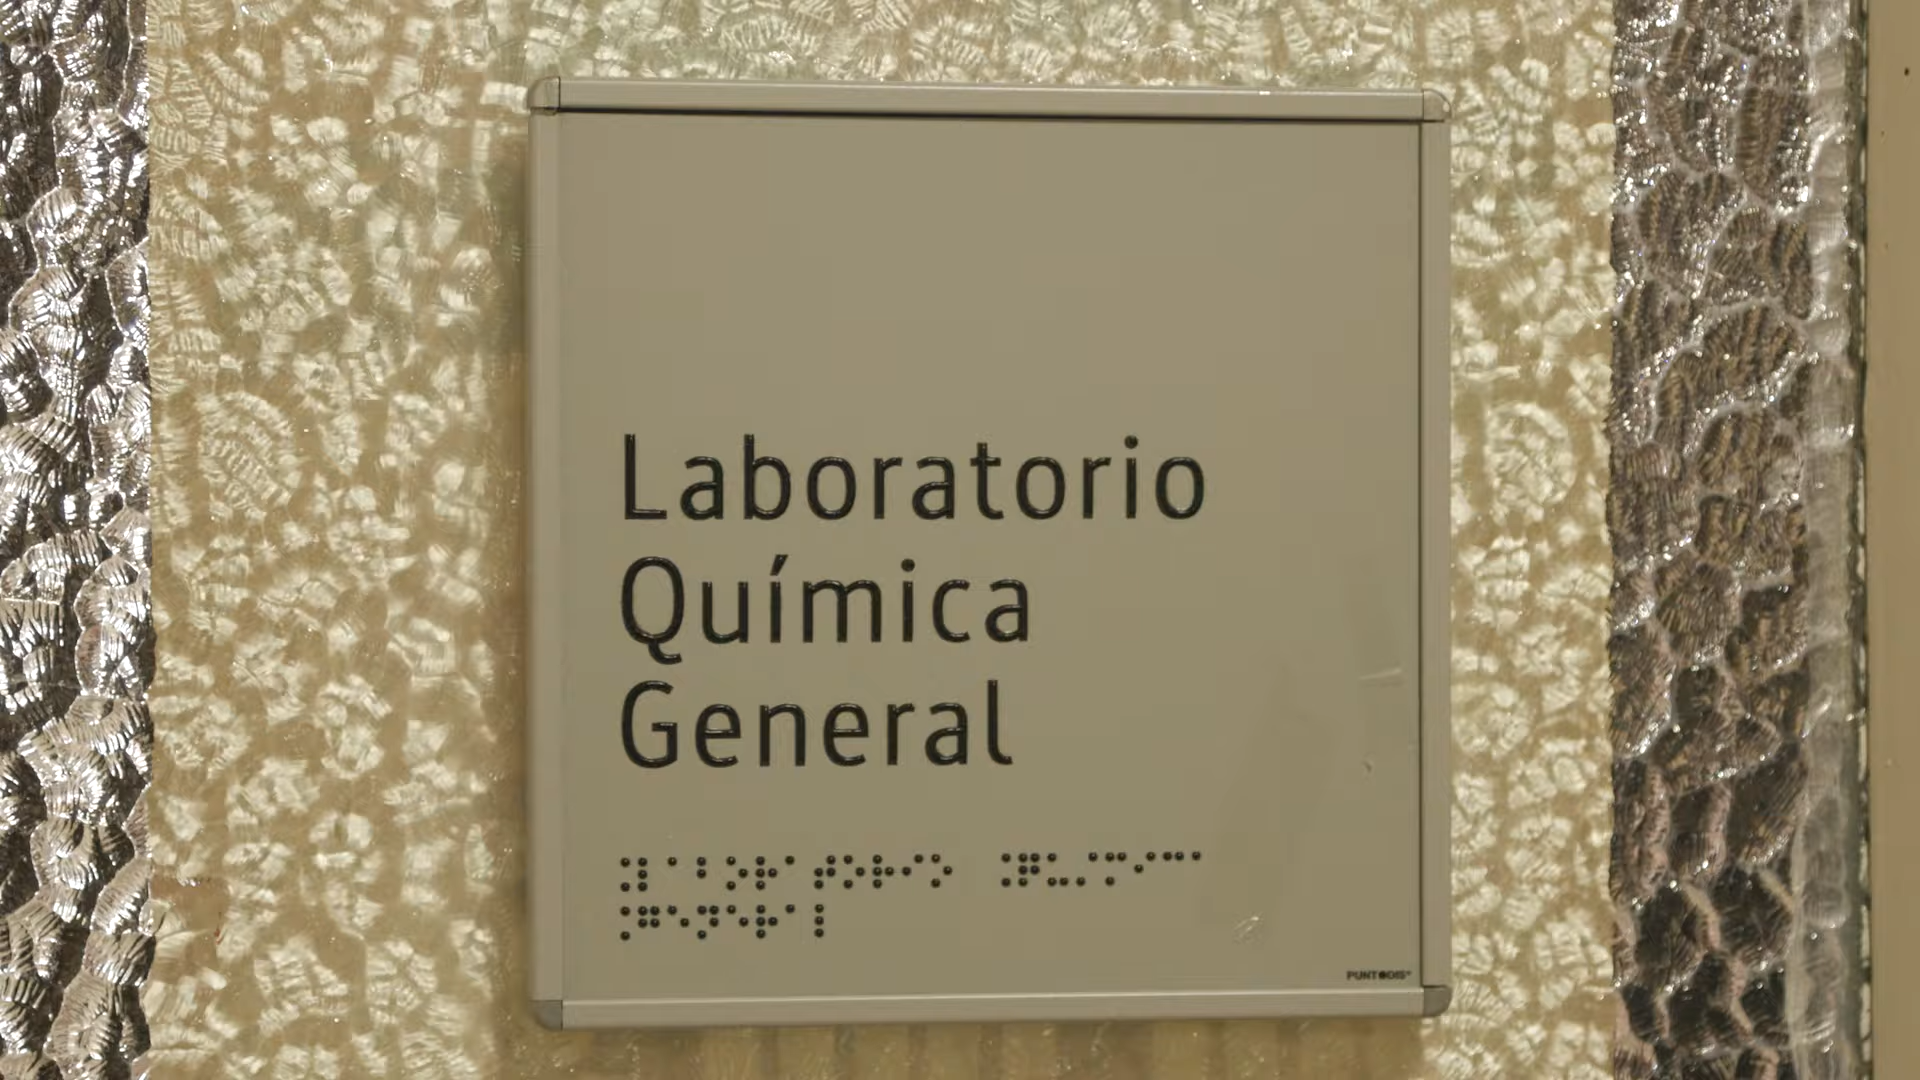 Laboratorio
Química
General
⠨⠇⠁⠃⠕⠗⠁⠞⠕⠗⠊⠕ ⠨⠟⠥⠌⠍⠊⠉⠁
⠨⠛⠑⠝⠑⠗⠁⠇
PUNTODIS®